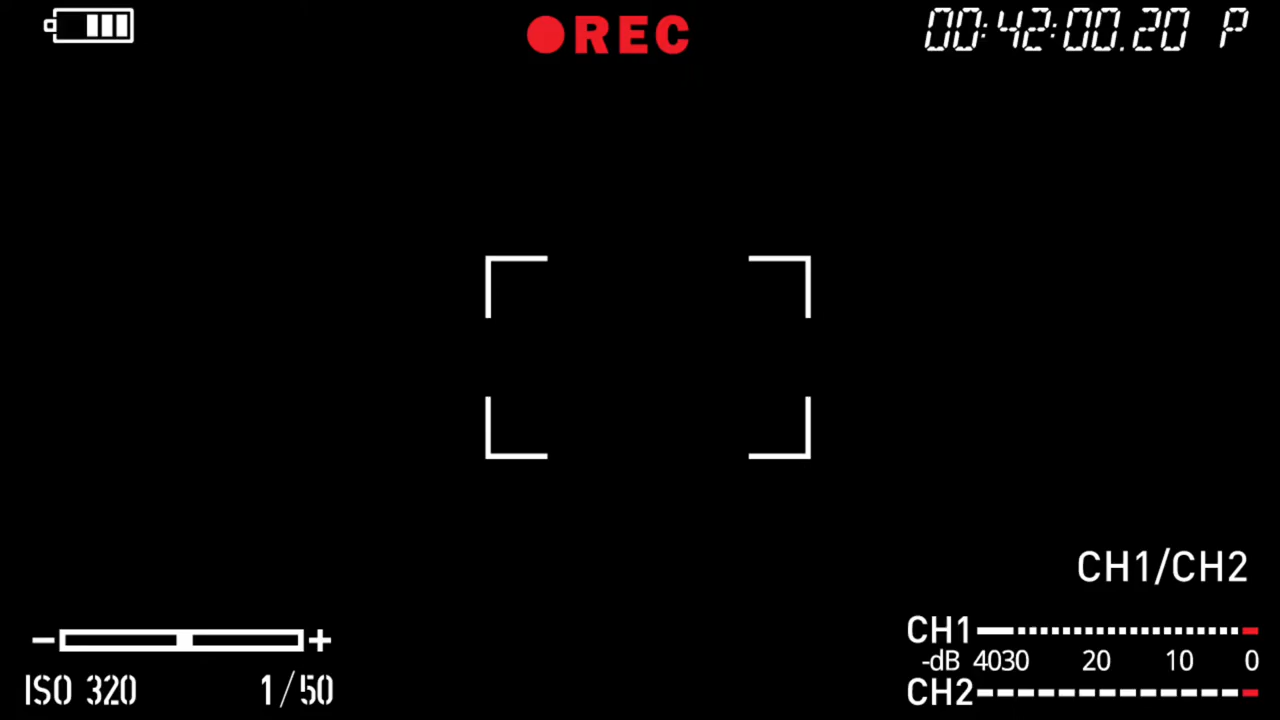 REC
00:42:00.20 P
CH1/CH2
CH1
-dB 4030 20 10 0
CH2
- +
ISO 320 1/50